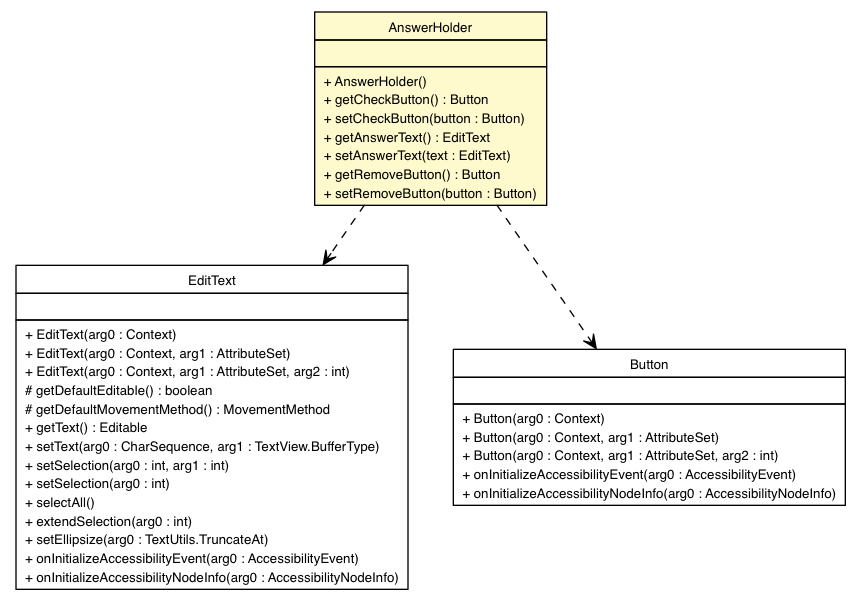 AnswerHolder
+ AnswerHolder()
+ getCheckButton() : Button
+ setCheckButton(button : Button)
+ getAnswerText() : EditText
+ setAnswerText(text : EditText)
+ getRemoveButton() : Button
+ setRemoveButton(button : Button)
EditText
+ EditText(arg0 : Context)
+ EditText(arg0 : Context, arg1 : AttributeSet)
+ EditText(arg0 : Context, arg1 : AttributeSet, arg2 : int)
# getDefaultEditable() : boolean
# getDefaultMovementMethod() : MovementMethod
+ getText() : Editable
+ setText(arg0 : CharSequence, arg1 : TextView.BufferType)
+ setSelection(arg0 : int, arg1 : int)
+ setSelection(arg0 : int)
+ selectAll()
+ extendSelection(arg0 : int)
+ setEllipsize(arg0 : TextUtils.TruncateAt)
+ onInitializeAccessibilityEvent(arg0 : AccessibilityEvent)
+ onInitializeAccessibilityNodeInfo(arg0 : AccessibilityNodeInfo)
Button
+ Button(arg0 : Context)
+ Button(arg0 : Context, arg1 : AttributeSet)
+ Button(arg0 : Context, arg1 : AttributeSet, arg2 : int)
+ onInitializeAccessibilityEvent(arg0 : AccessibilityEvent)
+ onInitializeAccessibilityNodeInfo(arg0 : AccessibilityNodeInfo)